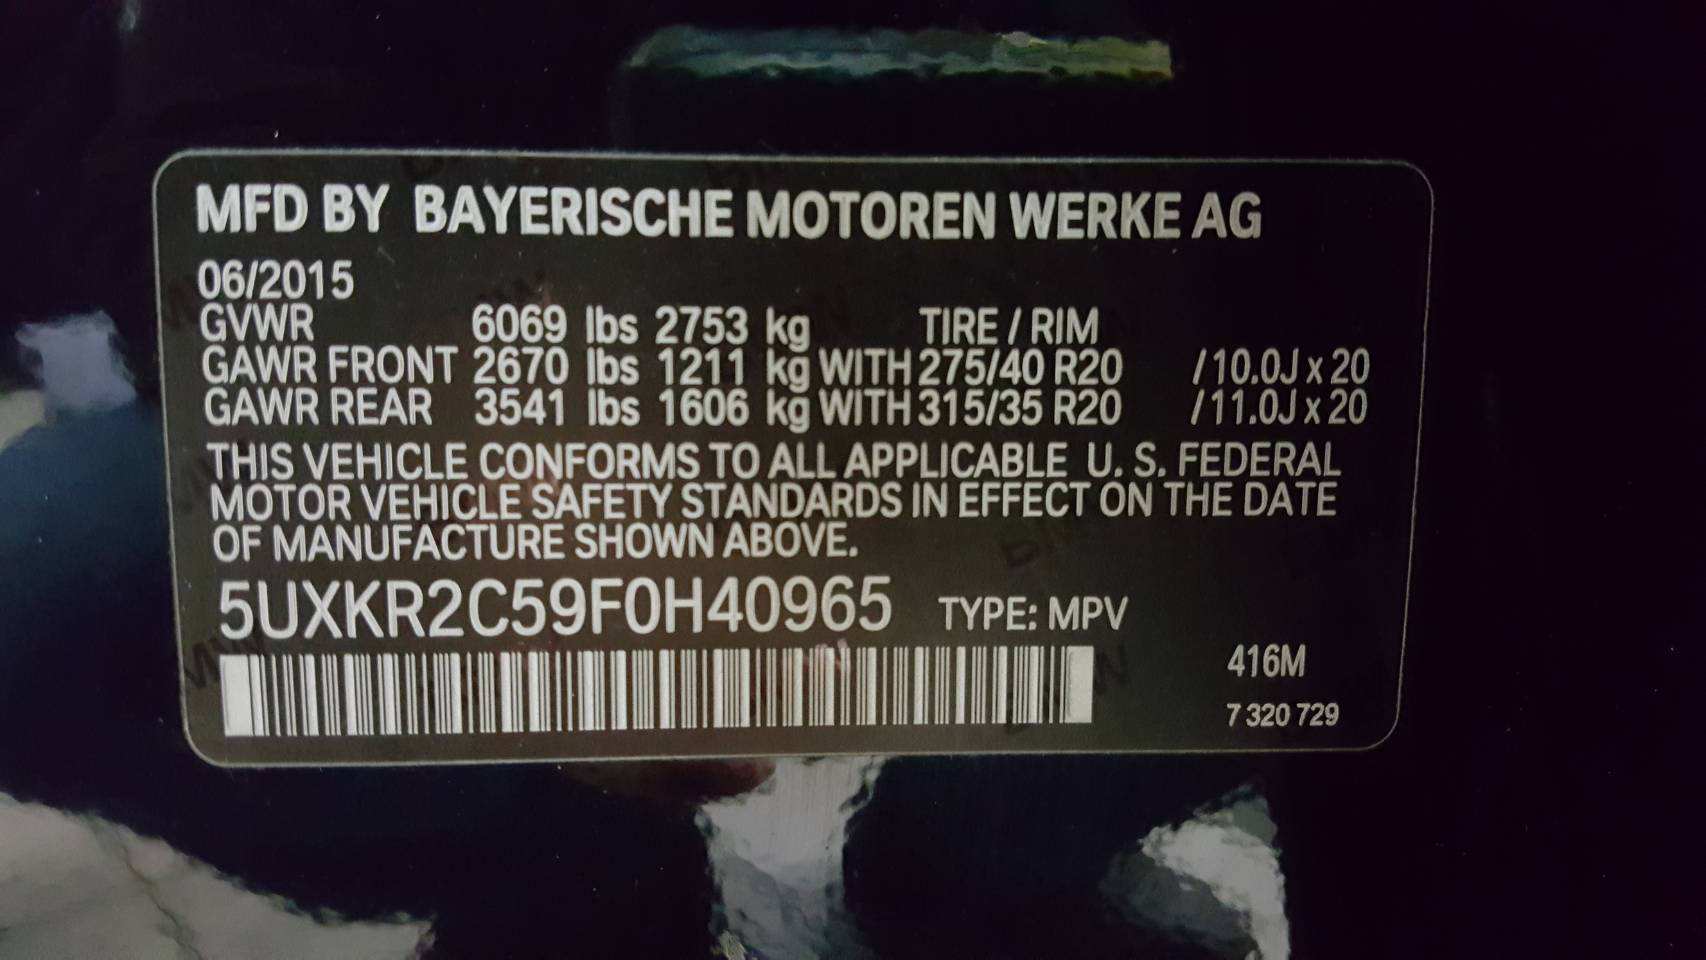 MFD BY BAYERISCHE MOTOREN WERKE AG
06/2015
GVWR 6069 lbs 2753 kg TIRE / RIM
GAWR FRONT 2670 lbs 1211 kg WITH 275/40 R20 / 10.0J x 20
GAWR REAR 3541 lbs 1606 kg WITH 315/35 R20 / 11.0J x 20
THIS VEHICLE CONFORMS TO ALL APPLICABLE U. S. FEDERAL
MOTOR VEHICLE SAFETY STANDARDS IN EFFECT ON THE DATE
OF MANUFACTURE SHOWN ABOVE.
5UXKR2C59F0H40965 TYPE: MPV
416M
7 320 729